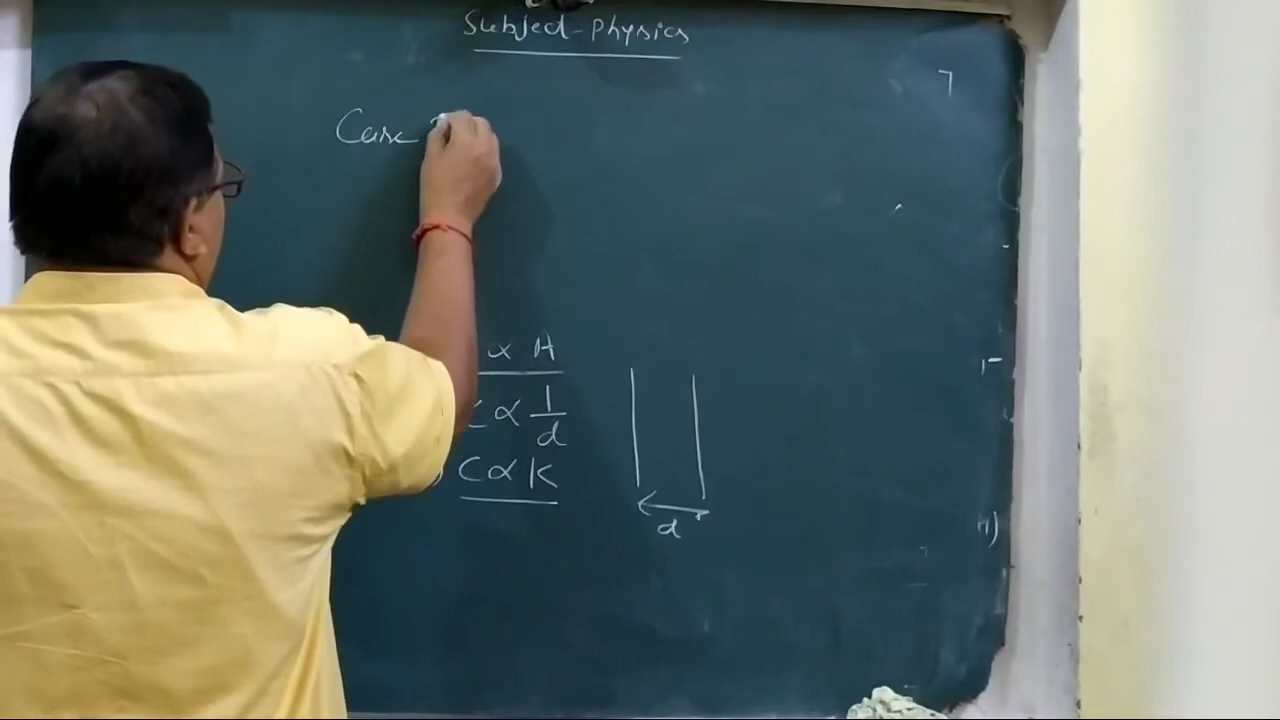 Subject-Physics
Case
α A
C α 1/d
C α K
d